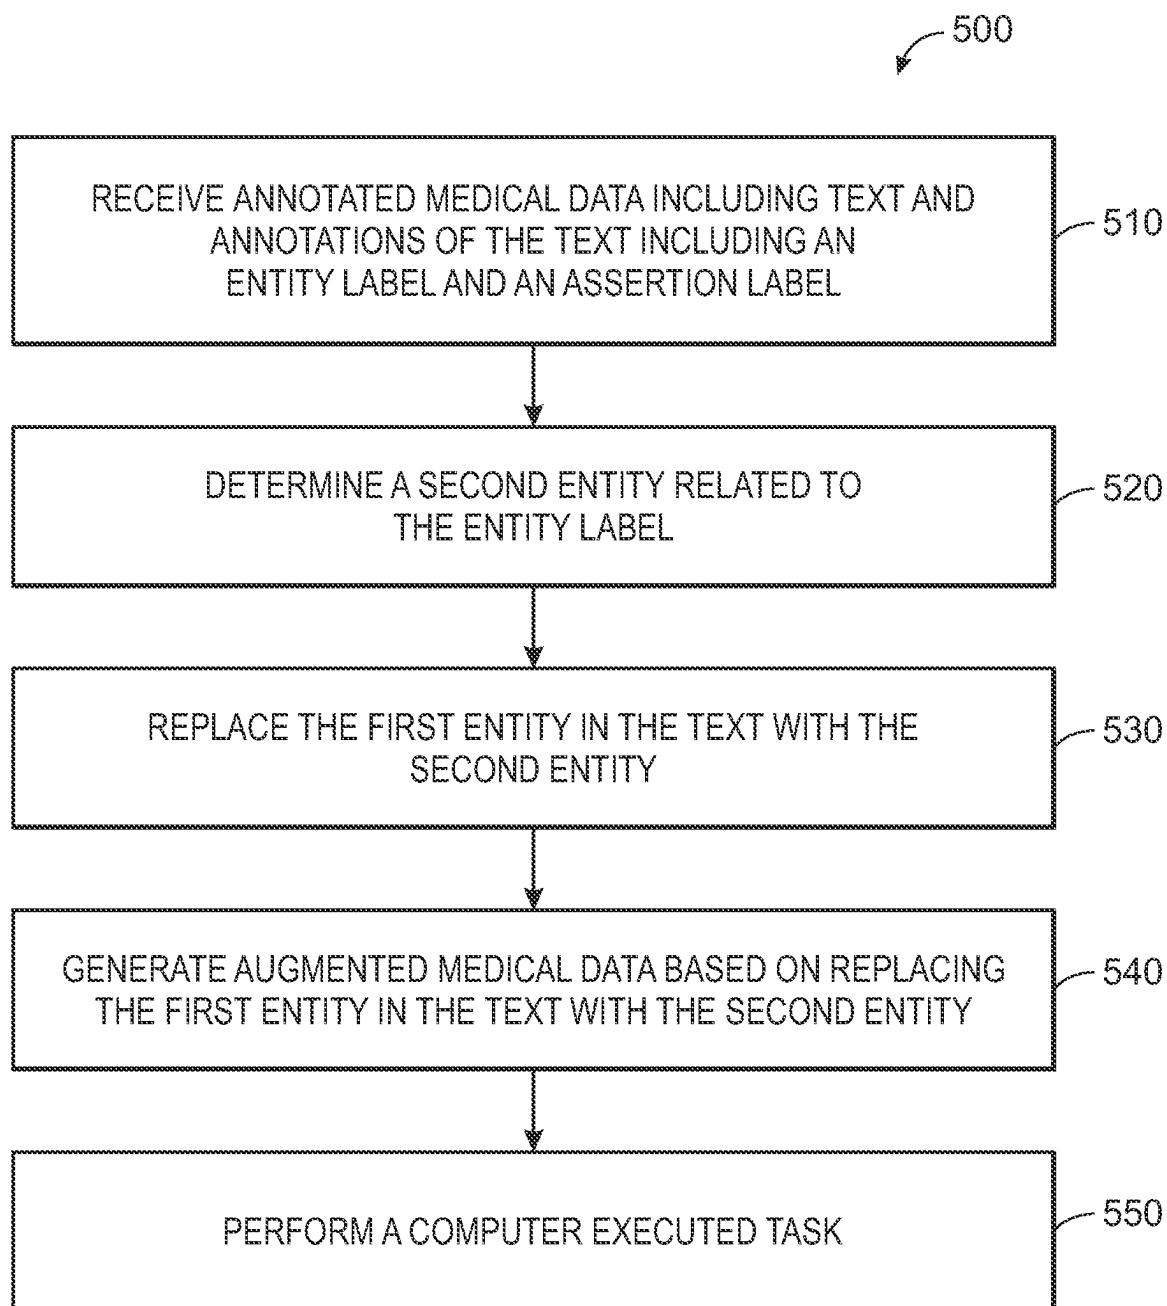 500
RECEIVE ANNOTATED MEDICAL DATA INCLUDING TEXT AND
ANNOTATIONS OF THE TEXT INCLUDING AN
ENTITY LABEL AND AN ASSERTION LABEL
510
DETERMINE A SECOND ENTITY RELATED TO
THE ENTITY LABEL
520
REPLACE THE FIRST ENTITY IN THE TEXT WITH THE
SECOND ENTITY
530
GENERATE AUGMENTED MEDICAL DATA BASED ON REPLACING
THE FIRST ENTITY IN THE TEXT WITH THE SECOND ENTITY
540
PERFORM A COMPUTER EXECUTED TASK
550